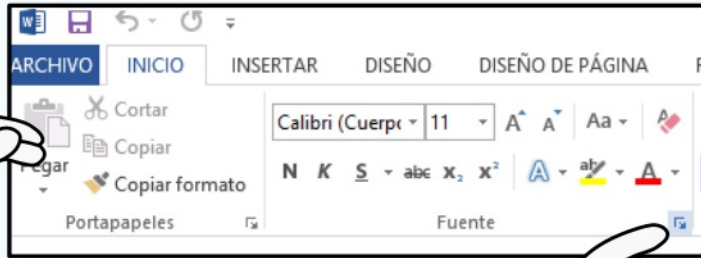 ARCHIVO INICIO INSERTAR DISEÑO DISEÑO DE PÁGINA
Cortar
Copiar
Pegar
Copiar formato
Calibri (Cuerpo 11 A A Aa
N K S abc X₂ X² A ab A
Portapapeles Fuente